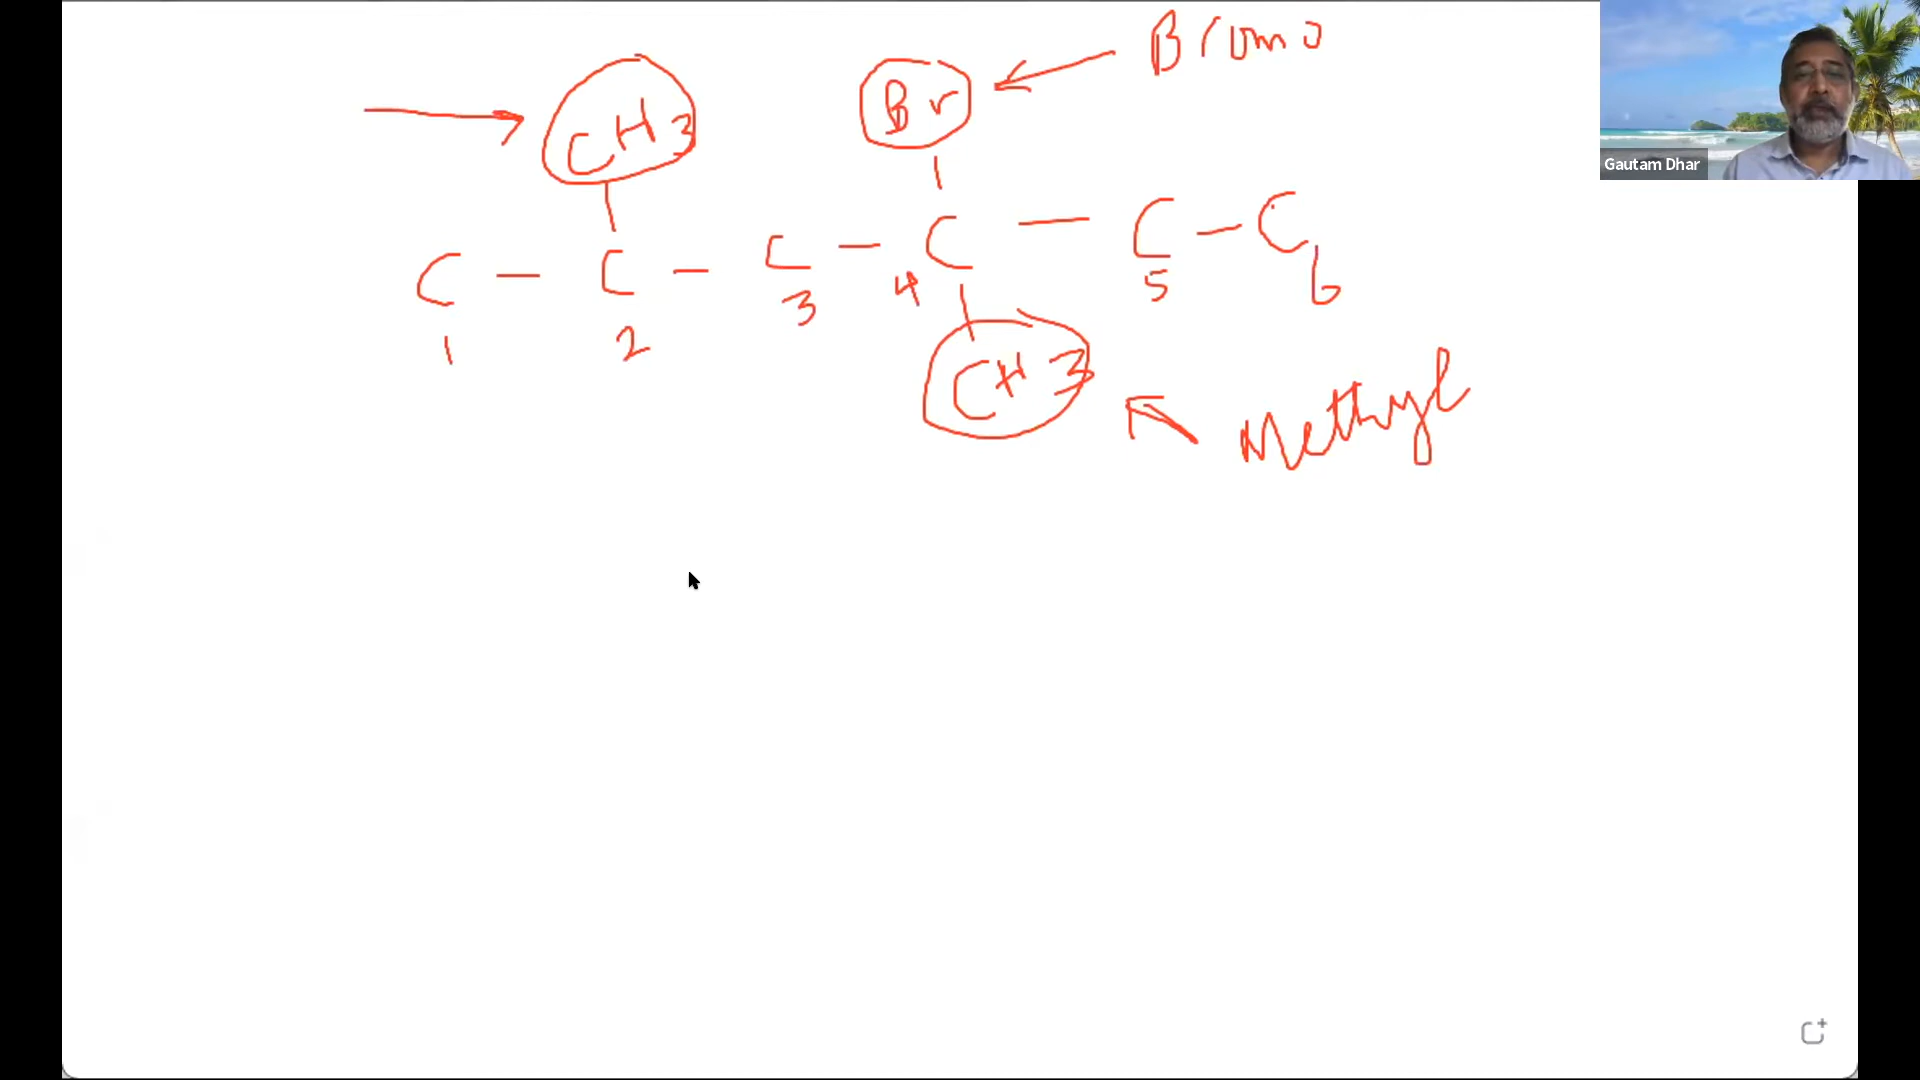 Bromo
CH3 Br
Gautam Dhar
C - C - C - C - C - C
1 2 3 4 5 6
CH3
Methyl